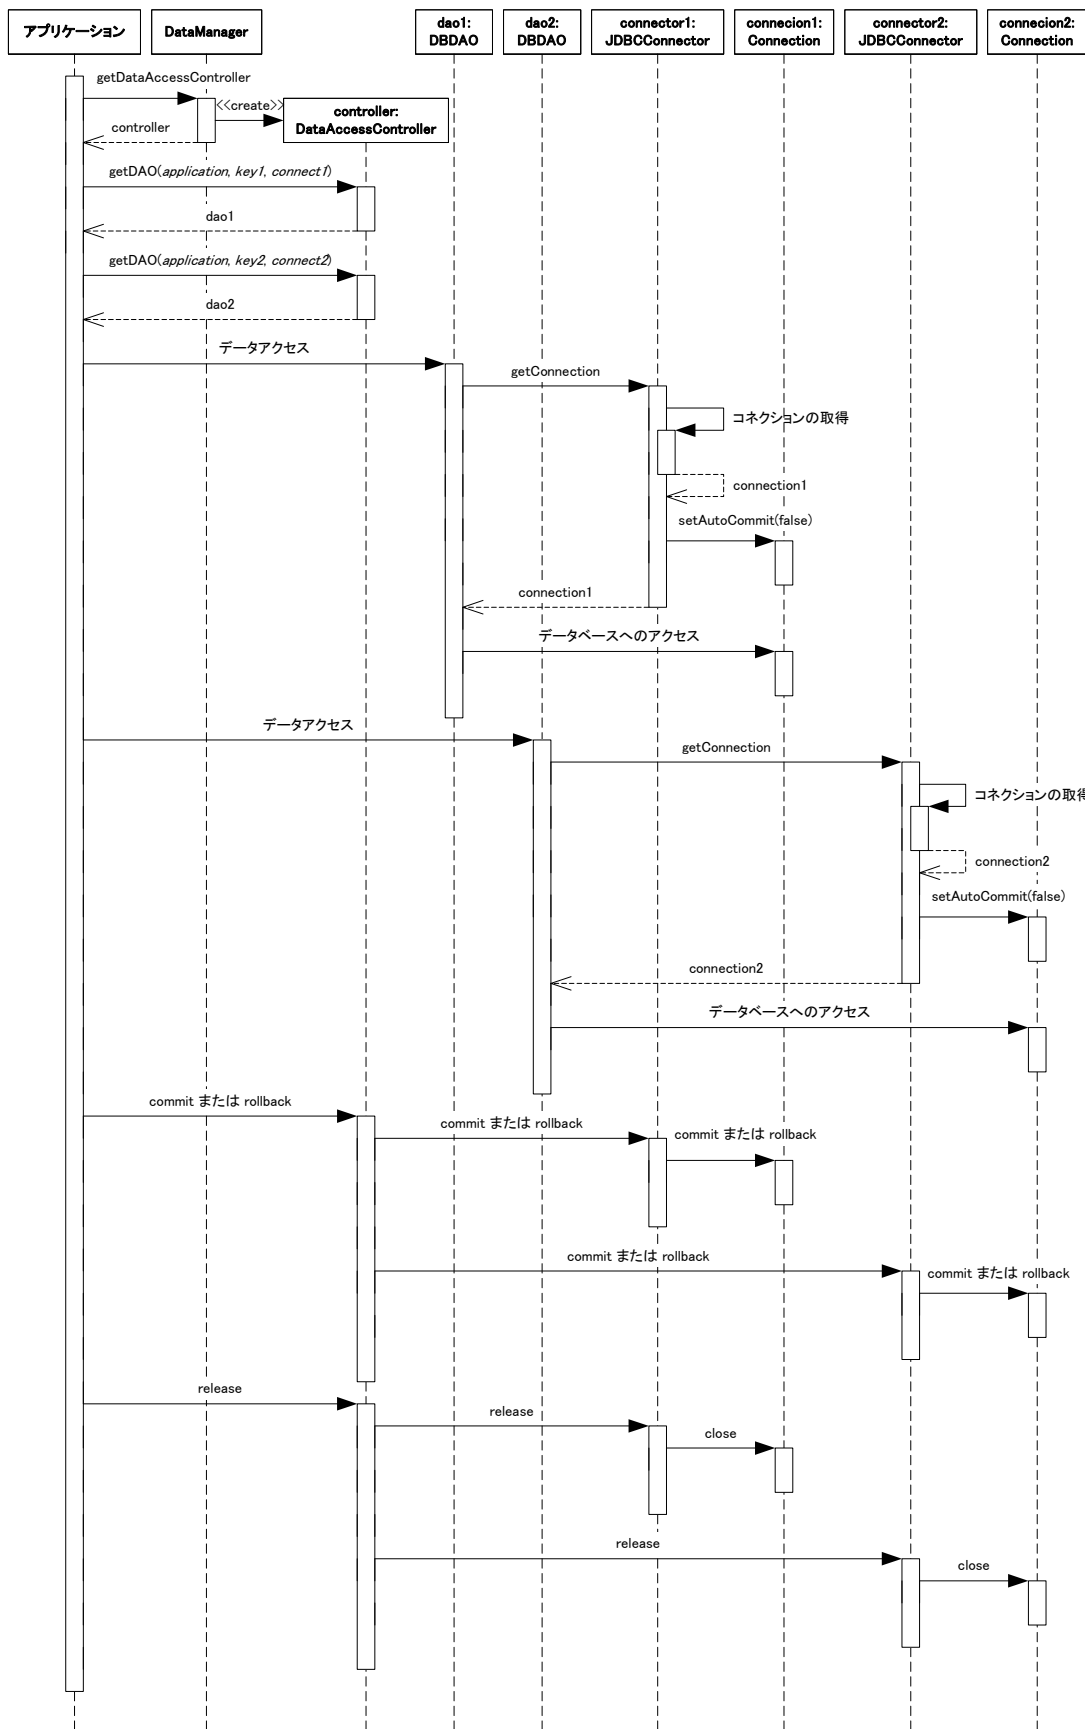 アプリケーション
DataManager
dao1:
DBDAO
dao2:
DBDAO
connector1:
JDBCConnector
connecion1:
Connection
connector2:
JDBCConnector
connecion2:
Connection
getDataAccessController
<<create>>
controller:
DataAccessController
controller
getDAO(application, key1, connect1)
dao1
getDAO(application, key2, connect2)
dao2
データアクセス
getConnection
コネクションの取得
connection1
setAutoCommit(false)
connection1
データベースへのアクセス
データアクセス
getConnection
コネクションの取得
connection2
setAutoCommit(false)
connection2
データベースへのアクセス
commit または rollback
commit または rollback
commit または rollback
commit または rollback
commit または rollback
release
release
close
release
close